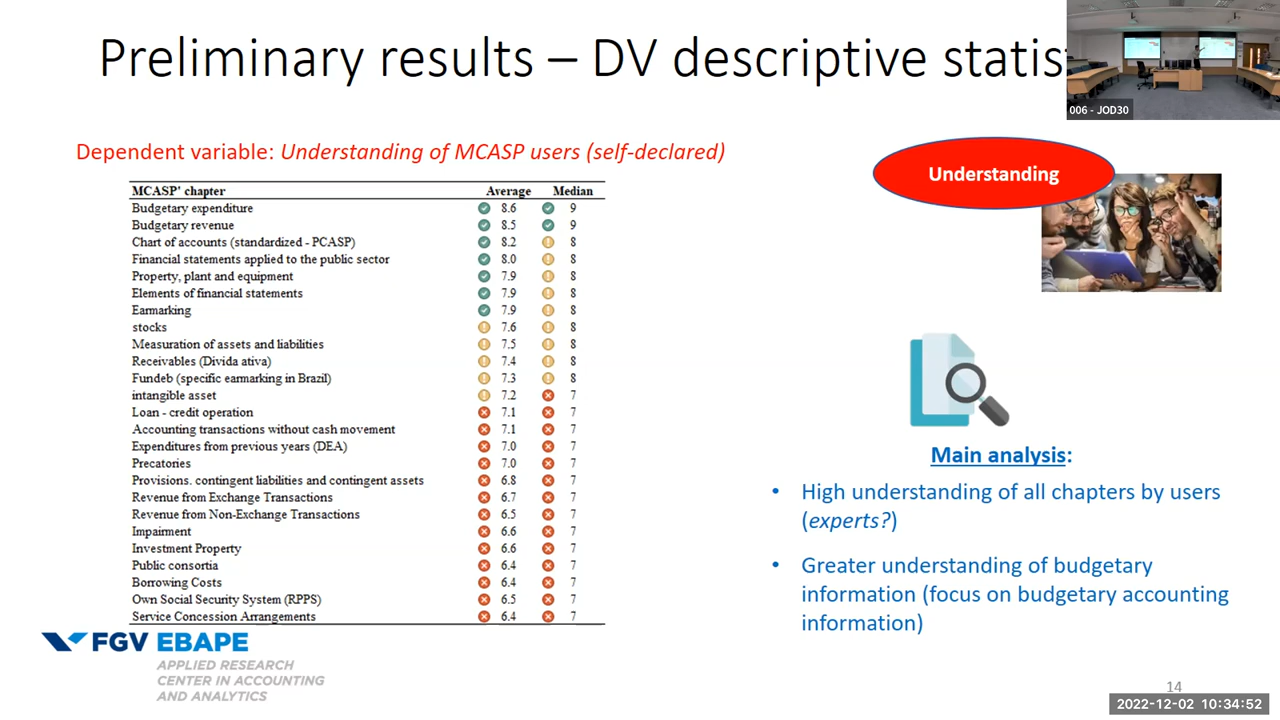 Preliminary results – DV descriptive statis
006 - JOD30
Dependent variable: Understanding of MCASP users (self-declared)
Understanding
MCASP' chapter Average Median
Budgetary expenditure 8.6 9
Budgetary revenue 8.5 9
Chart of accounts (standardized - PCASP) 8.2 8
Financial statements applied to the public sector 8.0 8
Property, plant and equipment 7.9 8
Elements of financial statements 7.9 8
Earmarking 7.9 8
stocks 7.6 8
Measuration of assets and liabilities 7.5 8
Receivables (Divida ativa) 7.4 8
Fundeb (specific earmarking in Brazil) 7.3 8
intangible asset 7.2 7
Loan - credit operation 7.1 7
Accounting transactions without cash movement 7.1 7
Expenditures from previous years (DEA) 7.0 7
Precatories 7.0 7
Provisions. contingent liabilities and contingent assets 6.8 7
Revenue from Exchange Transactions 6.7 7
Revenue from Non-Exchange Transactions 6.5 7
Impairment 6.6 7
Investment Property 6.6 7
Public consortia 6.4 7
Borrowing Costs 6.4 7
Own Social Security System (RPPS) 6.5 7
Service Concession Arrangements 6.4 7
Main analysis:
• High understanding of all chapters by users
(experts?)
• Greater understanding of budgetary
information (focus on budgetary accounting
information)
FGV EBAPE
APPLIED RESEARCH
CENTER IN ACCOUNTING
AND ANALYTICS
14
2022-12-02 10:34:52